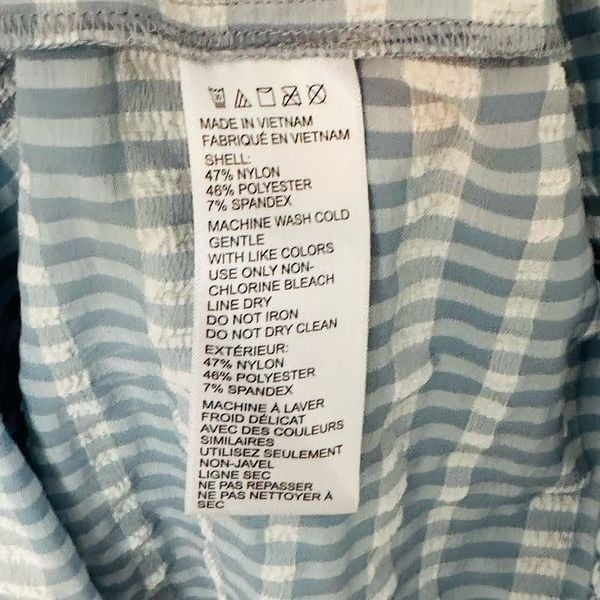 MADE IN VIETNAM
FABRIQUÉ EN VIETNAM
SHELL:
47% NYLON
46% POLYESTER
7% SPANDEX
MACHINE WASH COLD
GENTLE
WITH LIKE COLORS
USE ONLY NON-
CHLORINE BLEACH
LINE DRY
DO NOT IRON
DO NOT DRY CLEAN
EXTÉRIEUR:
47% NYLON
46% POLYESTER
7% SPANDEX
MACHINE À LAVER
FROID DÉLICAT
AVEC DES COULEURS
SIMILAIRES
UTILISEZ SEULEMENT
NON-JAVEL
LIGNE SEC
NE PAS REPASSER
NE PAS NETTOYER À
SEC